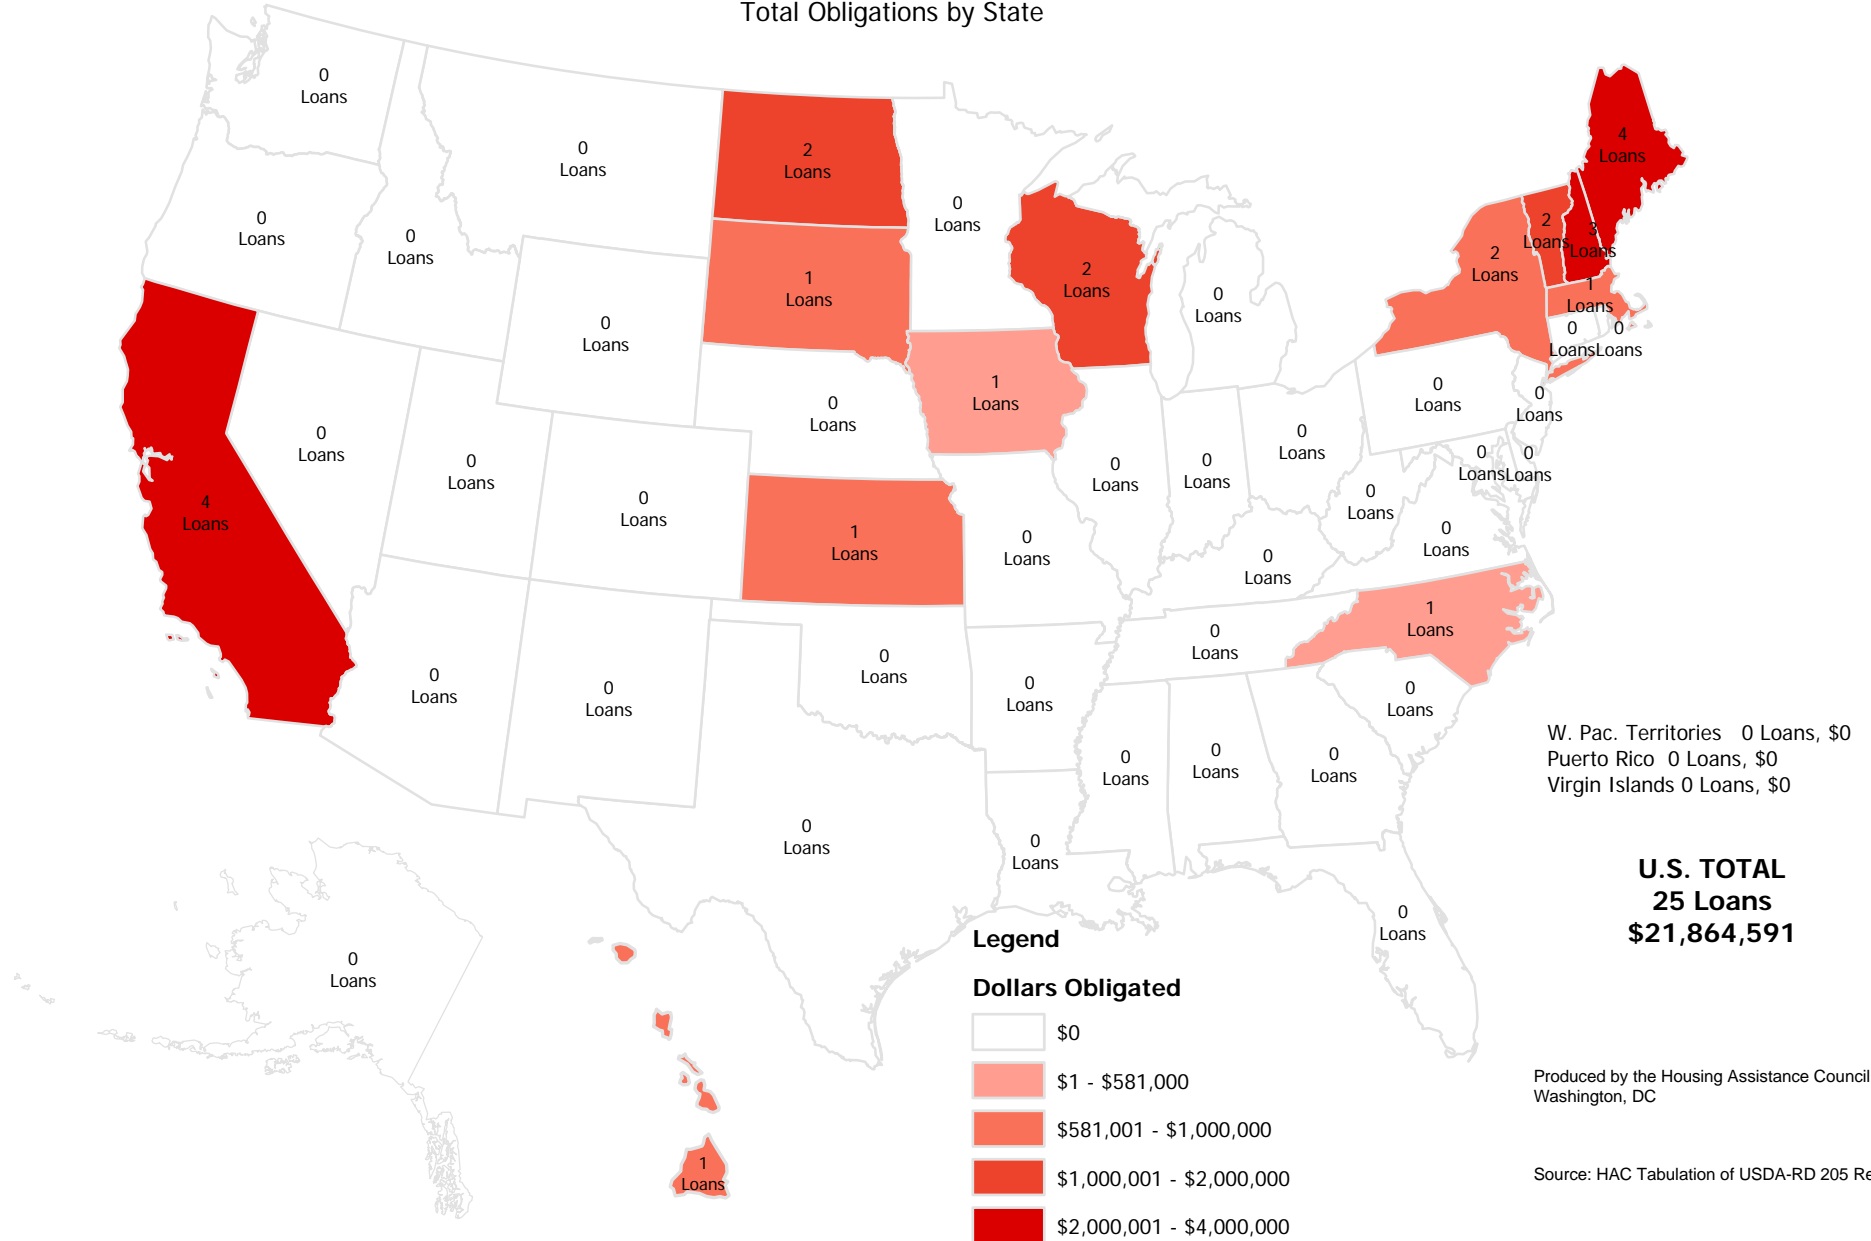 Total Obligations by State
0
Loans
0
Loans
2
Loans
0
Loans
4
Loans
0
Loans
0
Loans
1
Loans
2
Loans
0
Loans
2
Loans
2
Loans
3
Loans
0
Loans
1
Loans
1
Loans
0
Loans
0
Loans
0
Loans
0
Loans
0
Loans
0
Loans
4
Loans
0
Loans
0
Loans
1
Loans
0
Loans
0
Loans
0
Loans
0
Loans
0
Loans
0
Loans
0
Loans
0
Loans
0
Loans
0
Loans
1
Loans
0
Loans
0
Loans
0
Loans
0
Loans
0
Loans
0
Loans
0
Loans
0
Loans
0
Loans
0
Loans
0
Loans
0
Loans
0
Loans
1
Loans
W. Pac. Territories 0 Loans, $0
Puerto Rico 0 Loans, $0
Virgin Islands 0 Loans, $0
U.S. TOTAL
25 Loans
$21,864,591
Legend
Dollars Obligated
$0
$1 - $581,000
$581,001 - $1,000,000
$1,000,001 - $2,000,000
$2,000,001 - $4,000,000
Produced by the Housing Assistance Council
Washington, DC
Source: HAC Tabulation of USDA-RD 205 Re